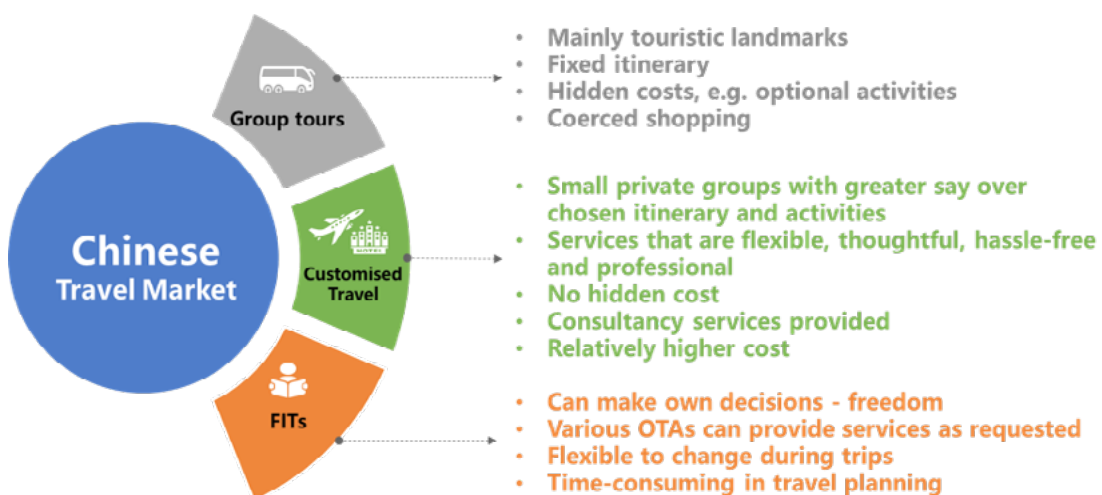 Chinese
Travel Market
Group tours
• Mainly touristic landmarks
• Fixed itinerary
• Hidden costs, e.g. optional activities
• Coerced shopping
HOTEL
Customised
Travel
• Small private groups with greater say over
chosen itinerary and activities
• Services that are flexible, thoughtful, hassle-free
and professional
• No hidden cost
• Consultancy services provided
• Relatively higher cost
FITs
• Can make own decisions - freedom
• Various OTAs can provide services as requested
• Flexible to change during trips
• Time-consuming in travel planning